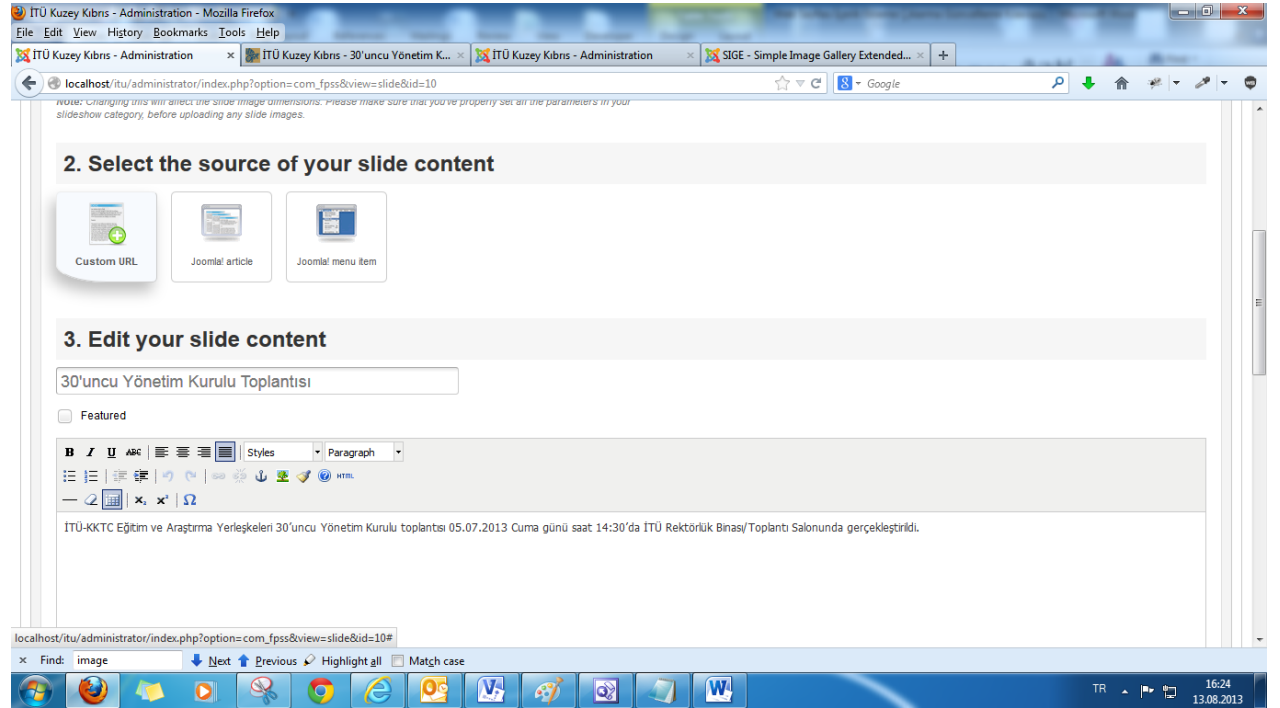 İTÜ Kuzey Kıbrıs - Administration - Mozilla Firefox
File Edit View History Bookmarks Tools Help
İTÜ Kuzey Kıbrıs - Administration × İTÜ Kuzey Kıbrıs - 30'uncu Yönetim K... × İTÜ Kuzey Kıbrıs - Administration × SIGE - Simple Image Gallery Extended... × +
localhost/itu/administrator/index.php?option=com_fpss&view=slide&id=10 Google
Note: Changing this will affect the slide image dimensions. Please make sure that you've properly set all the parameters in your
slideshow category, before uploading any slide images.
2. Select the source of your slide content
Custom URL Joomla! article Joomla! menu item
3. Edit your slide content
30'uncu Yönetim Kurulu Toplantısı
Featured
B I U ABC Styles Paragraph
HTML
x₂ x² Ω
İTÜ-KKTC Eğitim ve Araştırma Yerleşkeleri 30'uncu Yönetim Kurulu toplantısı 05.07.2013 Cuma günü saat 14:30'da İTÜ Rektörlük Binası/Toplantı Salonunda gerçekleştirildi.
localhost/itu/administrator/index.php?option=com_fpss&view=slide&id=10#
× Find: image Next Previous Highlight all Match case
TR 16:24
13.08.2013